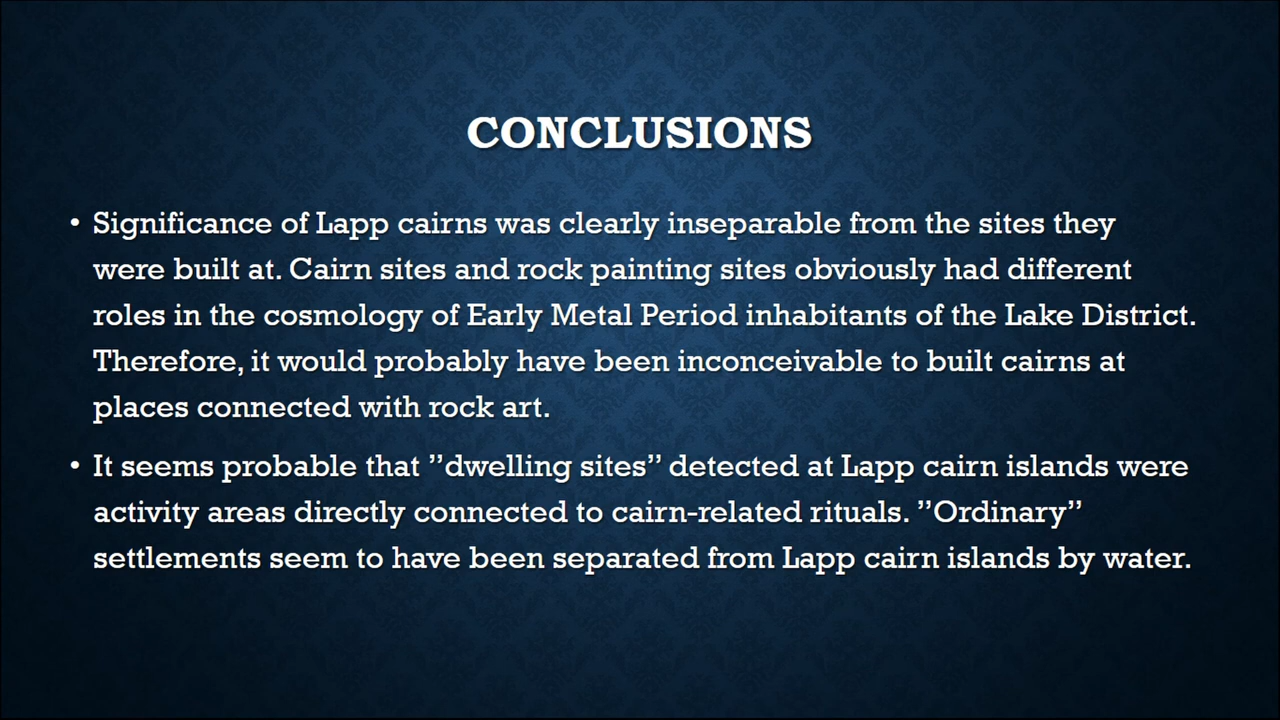 CONCLUSIONS
• Significance of Lapp cairns was clearly inseparable from the sites they
were built at. Cairn sites and rock painting sites obviously had different
roles in the cosmology of Early Metal Period inhabitants of the Lake District.
Therefore, it would probably have been inconceivable to built cairns at
places connected with rock art.
• It seems probable that ”dwelling sites” detected at Lapp cairn islands were
activity areas directly connected to cairn-related rituals. ”Ordinary”
settlements seem to have been separated from Lapp cairn islands by water.